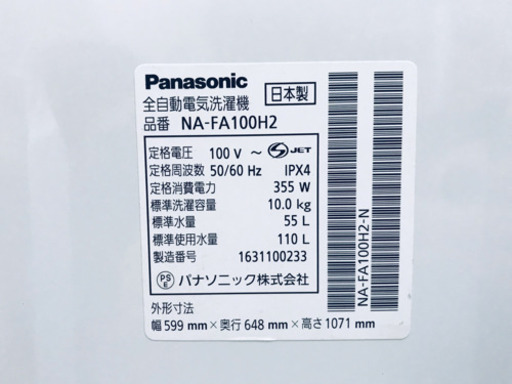 Panasonic
全自動電気洗濯機 日本製
品番 NA-FA100H2
定格電圧 100 V ～ S JET
定格周波数 50/60 Hz IPX4
定格消費電力 355 W
標準洗濯容量 10.0 kg
標準水量 55 L
標準使用水量 110 L
製造番号 1631100233
PS E パナソニック株式会社
外形寸法
幅 599 mm×奥行 648 mm×高さ 1071 mm
NA-FA100H2-N